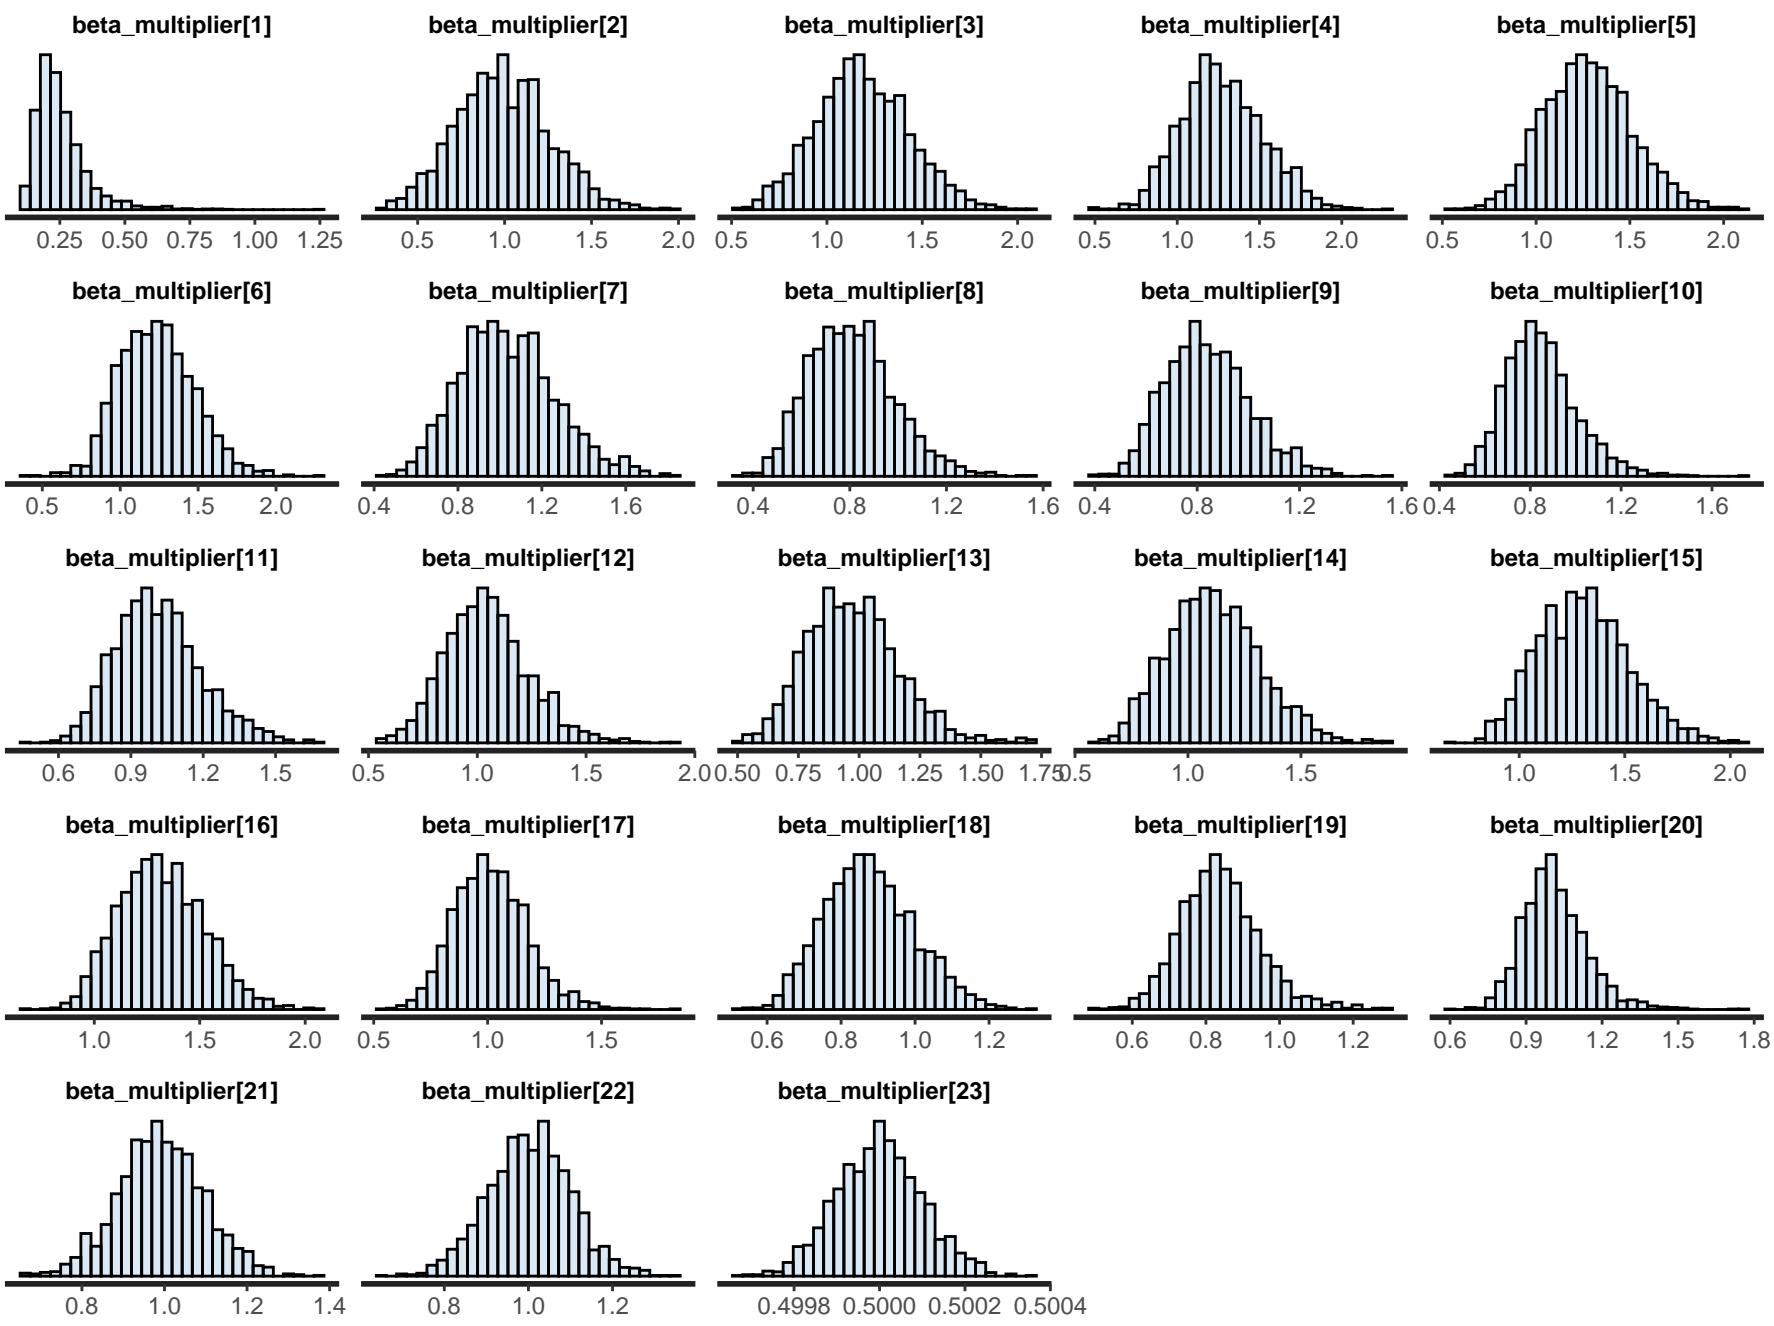 beta_multiplier[1] beta_multiplier[2] beta_multiplier[3] beta_multiplier[4] beta_multiplier[5]
0.25 0.50 0.75 1.00 1.25 0.5 1.0 1.5 2.0 0.5 1.0 1.5 2.0 0.5 1.0 1.5 2.0 0.5 1.0 1.5 2.0
beta_multiplier[6] beta_multiplier[7] beta_multiplier[8] beta_multiplier[9] beta_multiplier[10]
0.5 1.0 1.5 2.0 0.4 0.8 1.2 1.6 0.4 0.8 1.2 1.6 0.4 0.8 1.2 1.6 0.4 0.8 1.2 1.6
beta_multiplier[11] beta_multiplier[12] beta_multiplier[13] beta_multiplier[14] beta_multiplier[15]
0.6 0.9 1.2 1.5 0.5 1.0 1.5 2.0 0.50 0.75 1.00 1.25 1.50 1.75 0.5 1.0 1.5 1.0 1.5 2.0
beta_multiplier[16] beta_multiplier[17] beta_multiplier[18] beta_multiplier[19] beta_multiplier[20]
1.0 1.5 2.0 0.5 1.0 1.5 0.6 0.8 1.0 1.2 0.6 0.8 1.0 1.2 0.6 0.9 1.2 1.5 1.8
beta_multiplier[21] beta_multiplier[22] beta_multiplier[23]
0.8 1.0 1.2 1.4 0.8 1.0 1.2 0.4998 0.5000 0.5002 0.5004